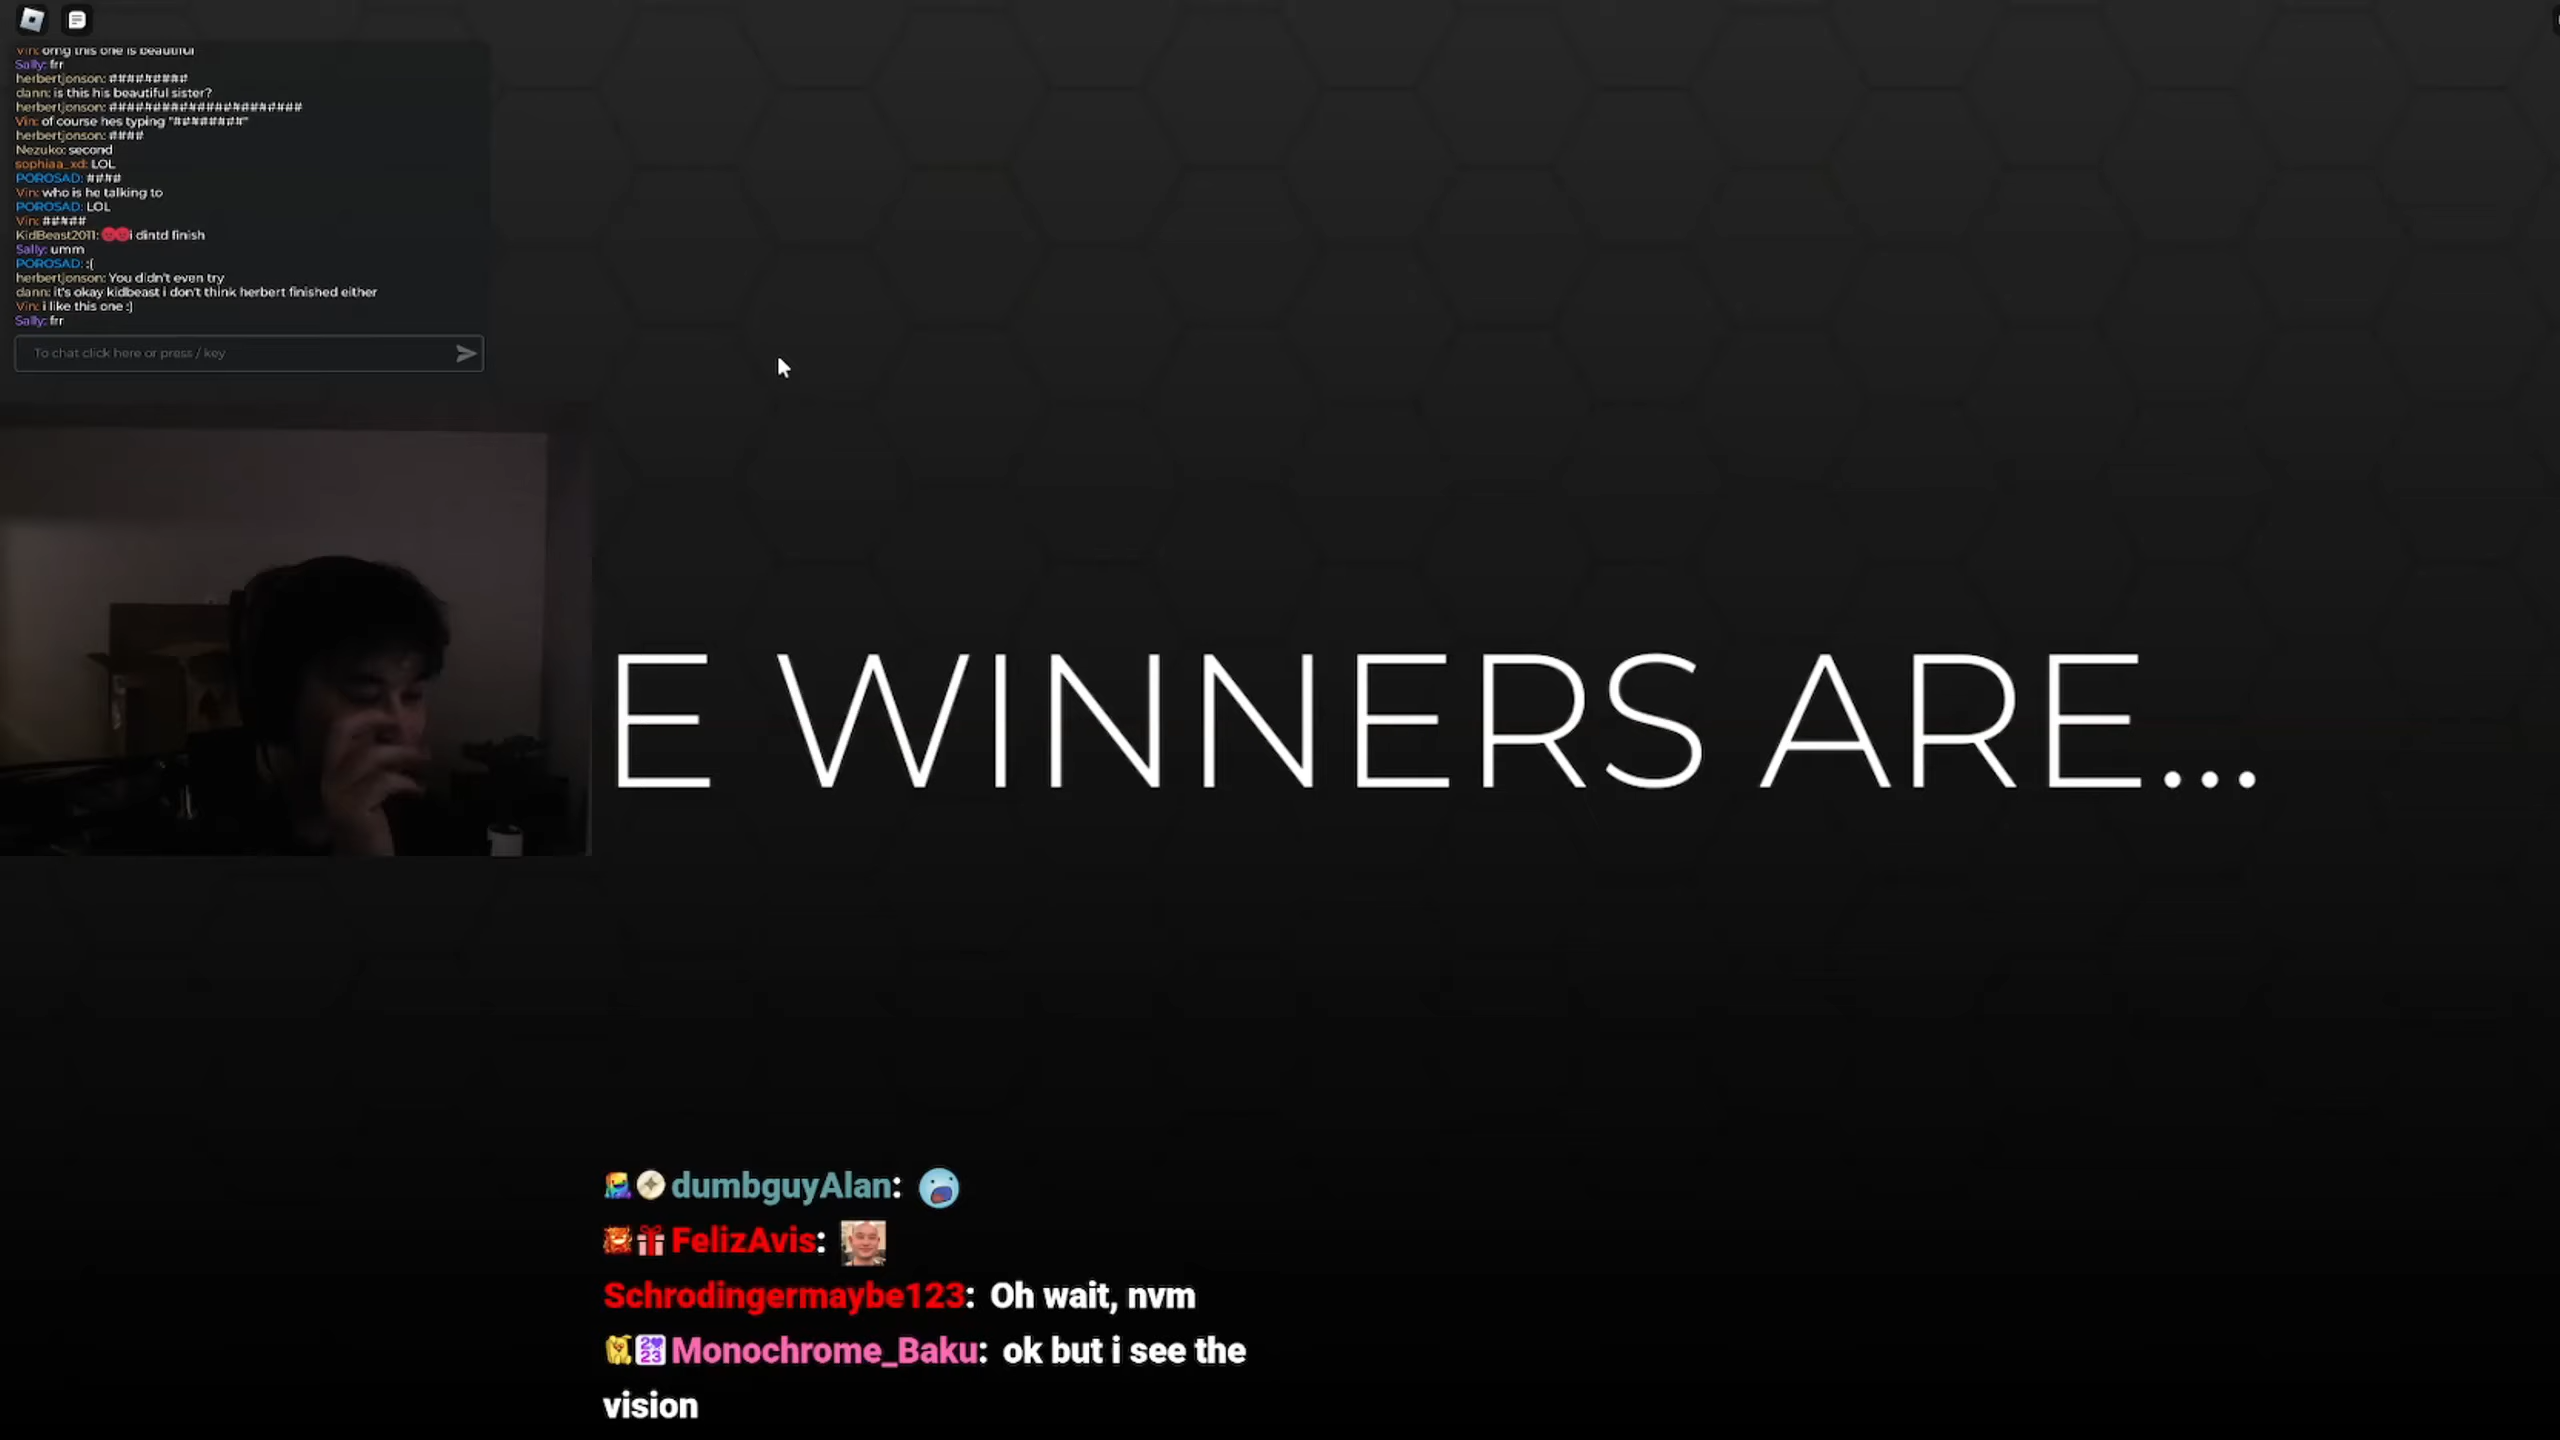 Vin: omg this one is beautiful
Sally: frr
herbertjonson: #########
dann: is this his beautiful sister?
herbertjonson: ######################
Vin: of course hes typing "########"
herbertjonson: ####
Nezuko: second
sophiaa_xd: LOL
POROSAD: ####
Vin: who is he talking to
POROSAD: LOL
Vin: #####
KidBeast2011: i dintd finish
Sally: umm
POROSAD: :(
herbertjonson: You didn't even try
dann: it's okay kidbeast i don't think herbert finished either
Vin: i like this one :)
Sally: frr
To chat click here or press / key
E WINNERS ARE...
dumbguyAlan:
FelizAvis:
Schrodingermaybe123: Oh wait, nvm
2023 Monochrome_Baku: ok but i see the
vision